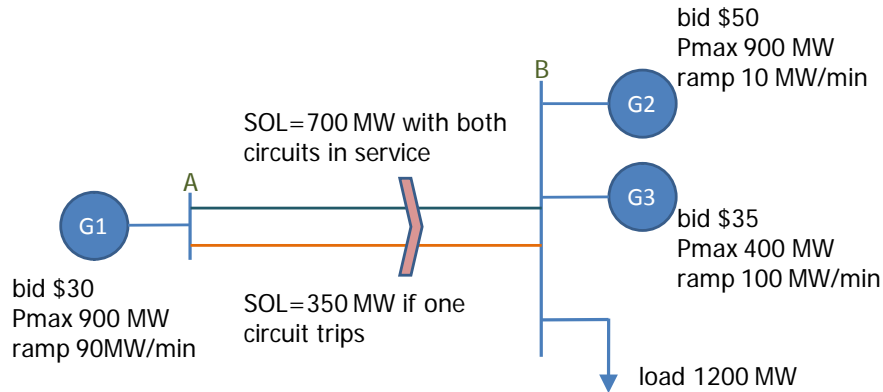 bid $50
Pmax 900 MW
ramp 10 MW/min
B
G2
SOL=700 MW with both
circuits in service
A
G1
G3
bid $35
Pmax 400 MW
ramp 100 MW/min
bid $30
Pmax 900 MW
ramp 90MW/min
SOL=350 MW if one
circuit trips
load 1200 MW